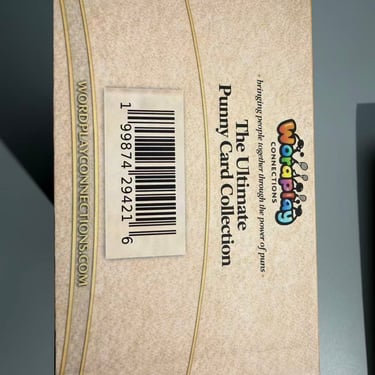 Wordplay
CONNECTIONS
- bringing people together through the power of puns -
The Ultimate
Punny Card Collection
1 99874 29421 6
WORDPLAYCONNECTIONS.COM